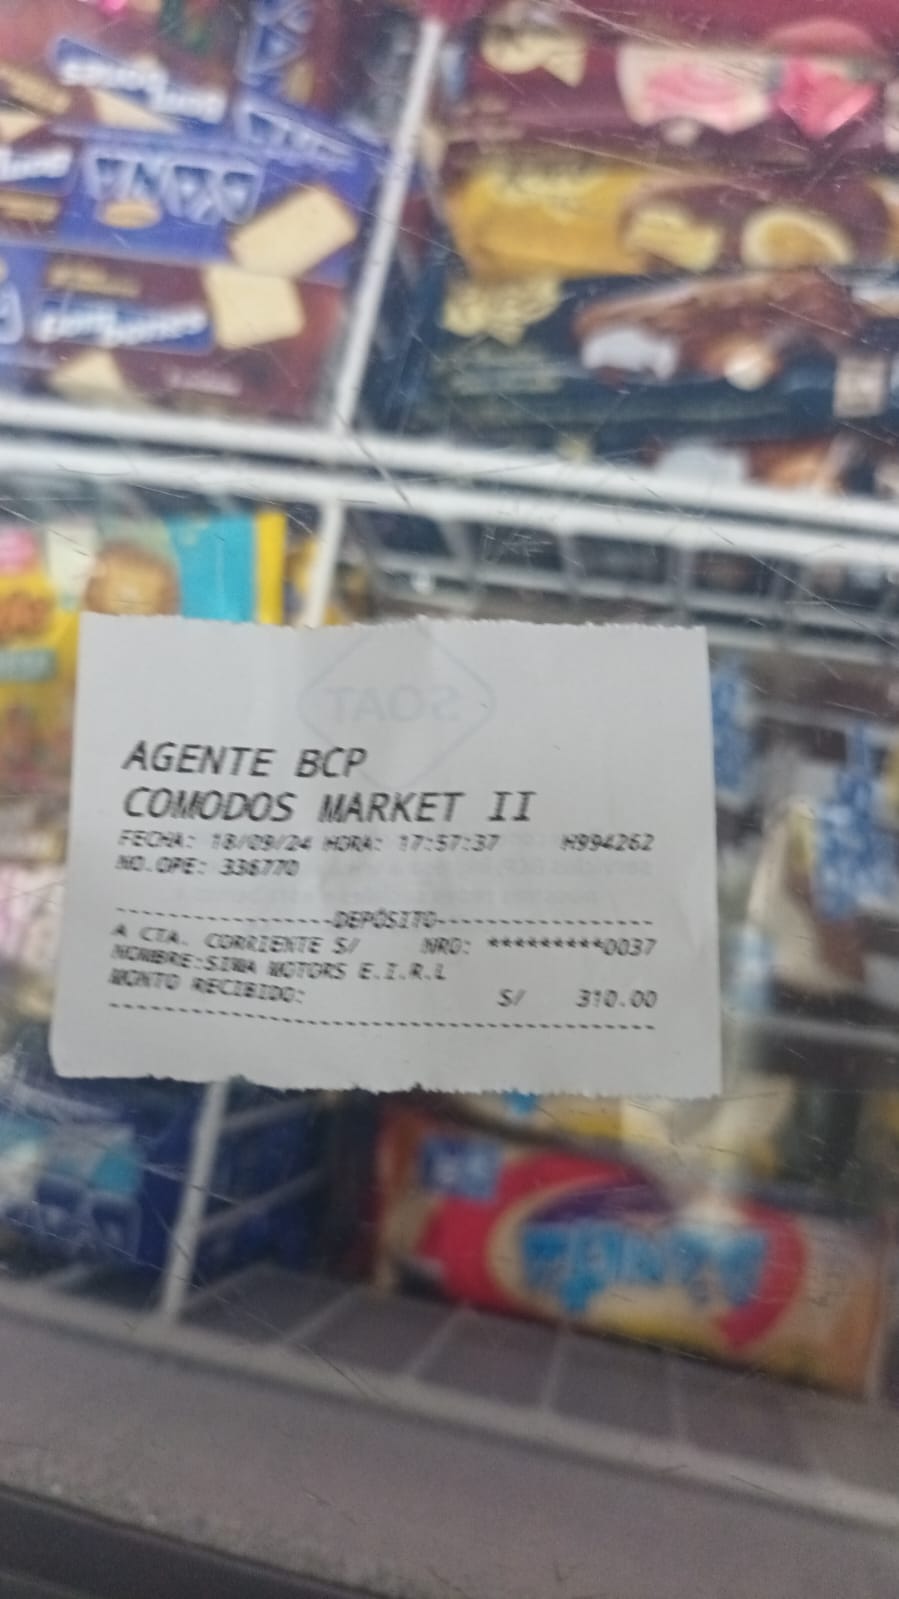 AGENTE BCP
COMODOS MARKET II
FECHA: 18/09/24 HORA: 17:57:37 H994262
NO.OPE: 336770
DEPÓSITO
A CTA. CORRIENTE S/ NRO: *********0037
NOMBRE:SIWA MOTORS E.I.R.L
MONTO RECIBIDO: S/ 310.00
SOAT